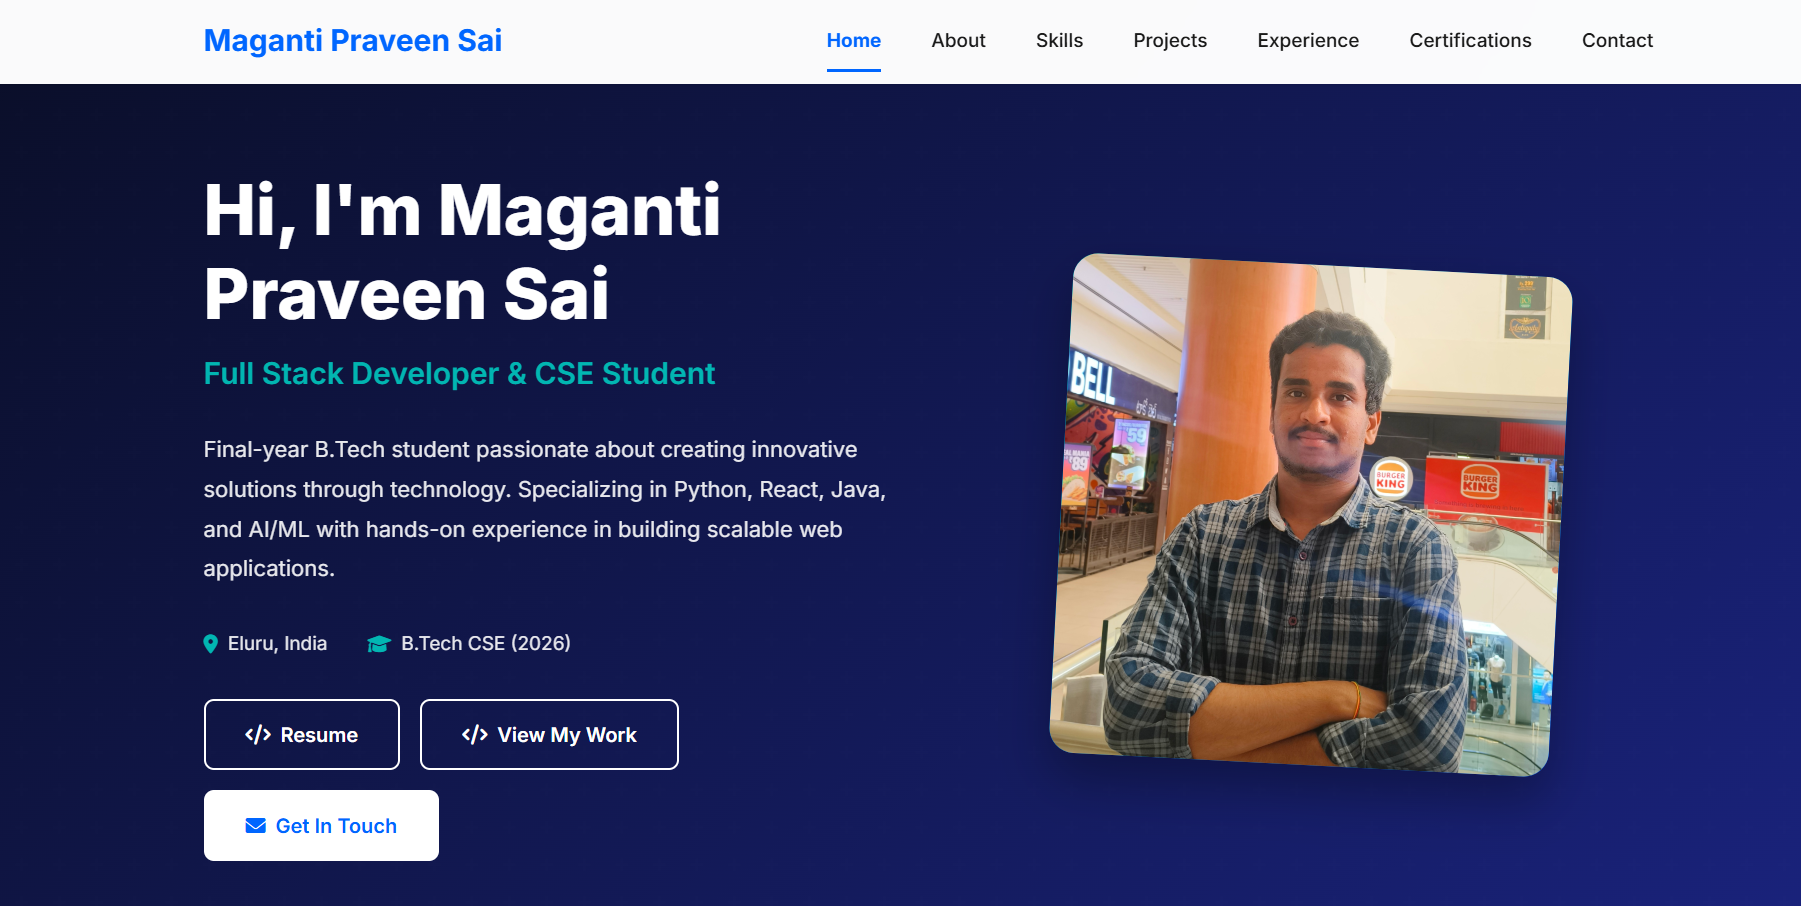 Maganti Praveen Sai
Home About Skills Projects Experience Certifications Contact
Hi, I'm Maganti
Praveen Sai
Full Stack Developer & CSE Student
Final-year B.Tech student passionate about creating innovative
solutions through technology. Specializing in Python, React, Java,
and AI/ML with hands-on experience in building scalable web
applications.
Eluru, India B.Tech CSE (2026)
</> Resume </> View My Work
Get In Touch
BELL
59
89
BURGER
KING
BURGER
KING